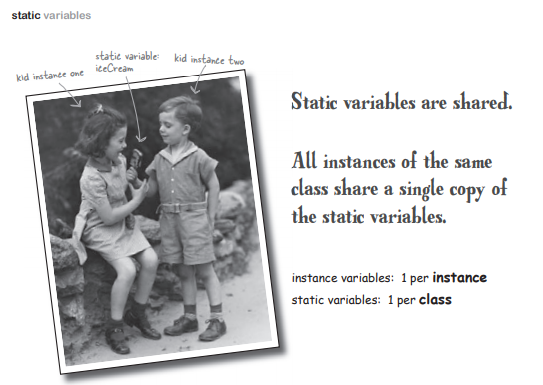 static variables
static variable:
iceCream
kid instance one
kid instance two
Static variables are shared.
All instances of the same
class share a single copy of
the static variables.
instance variables: 1 per instance
static variables: 1 per class